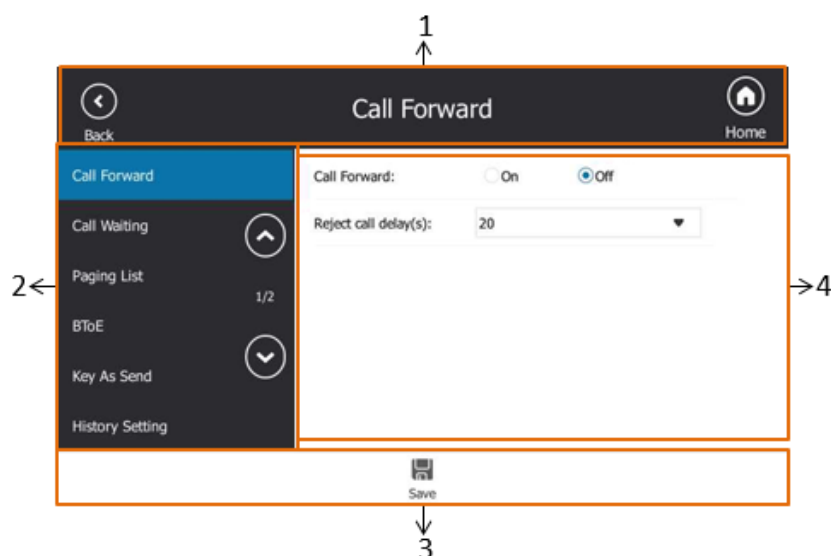 1
Call Forward
Back
Home
Call Forward
Call Forward: On Off
Call Waiting
Reject call delay(s): 20
Paging List
1/2
2
4
BToE
Key As Send
History Setting
Save
3